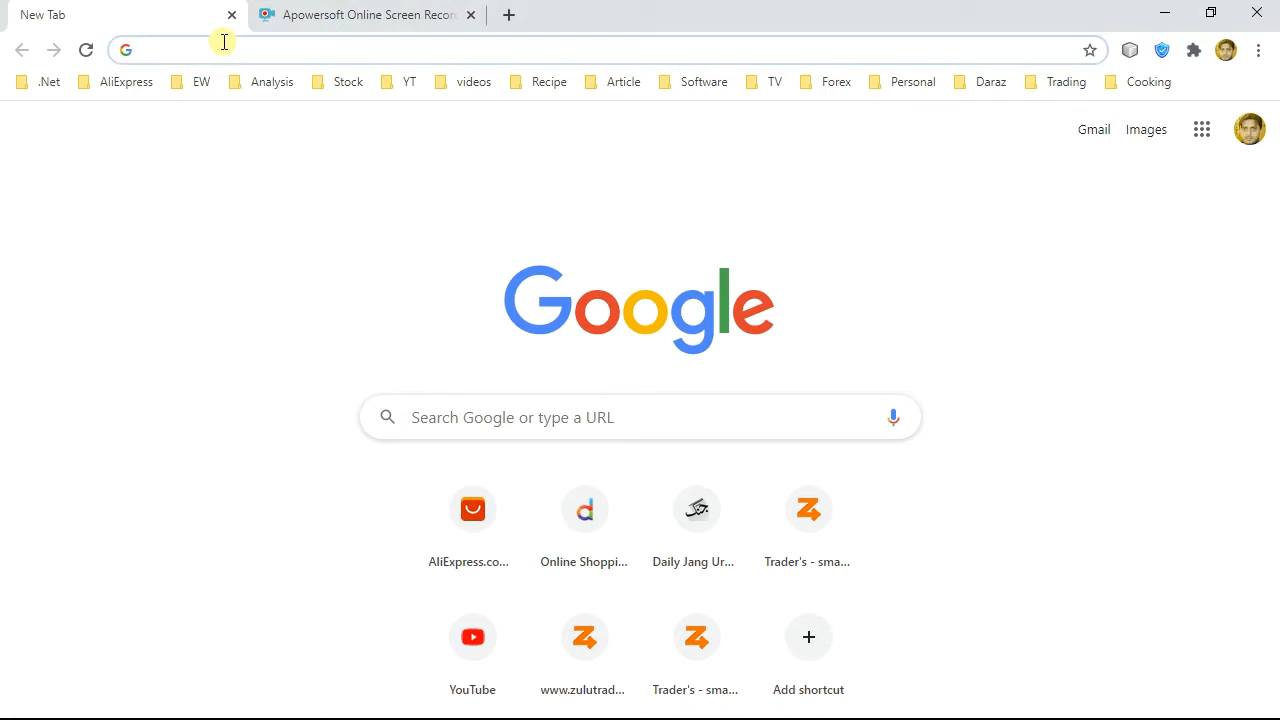 New Tab
Apowersoft Online Screen Recor
.Net AliExpress EW Analysis Stock YT videos Recipe Article Software TV Forex Personal Daraz Trading Cooking
Gmail Images
Google
Search Google or type a URL
جنگ
AliExpress.co... Online Shoppi... Daily Jang Ur... Trader's - sma...
YouTube www.zulutrad... Trader's - sma... Add shortcut